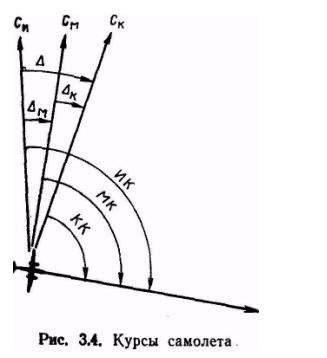 Cи Cм Cк
Δ
Δм Δк
ИК
МК
КК
Рис. 3.4. Курсы самолета